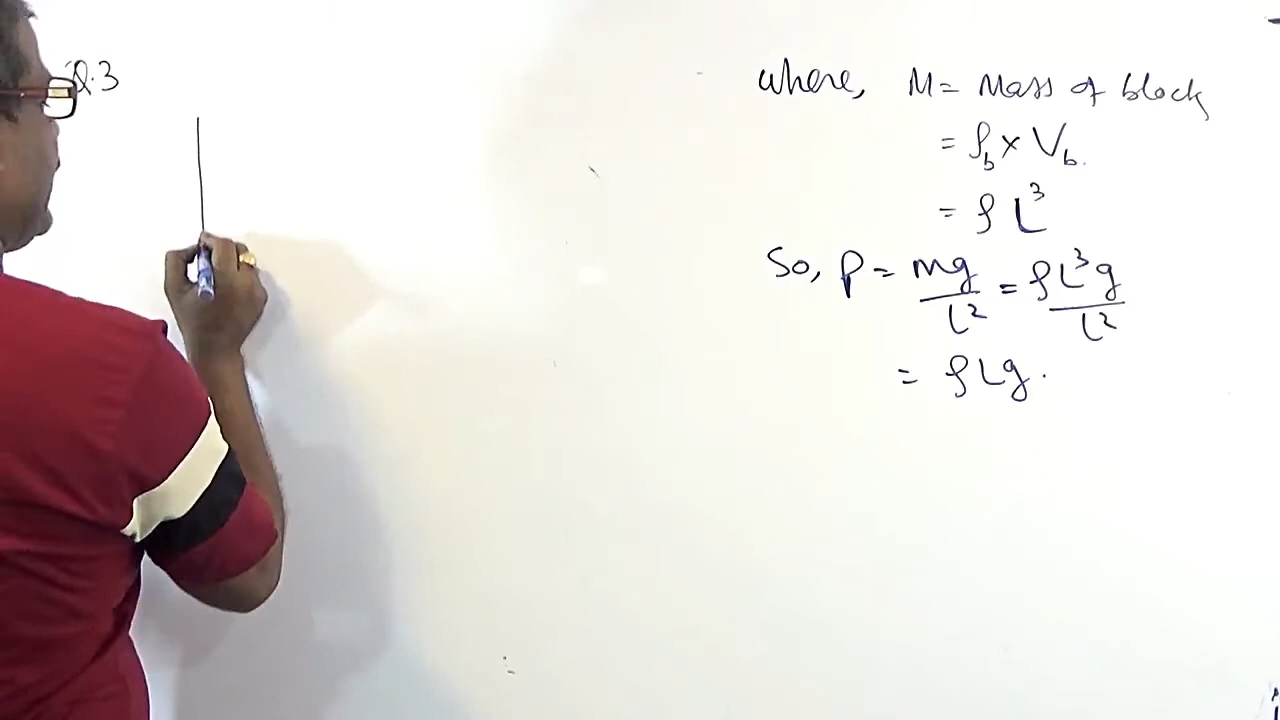 Q.3
where, M = Mass of block
= ρb × Vb.
= ρ L³
So, P = mg/L² = ρL³g/L²
= ρLg.